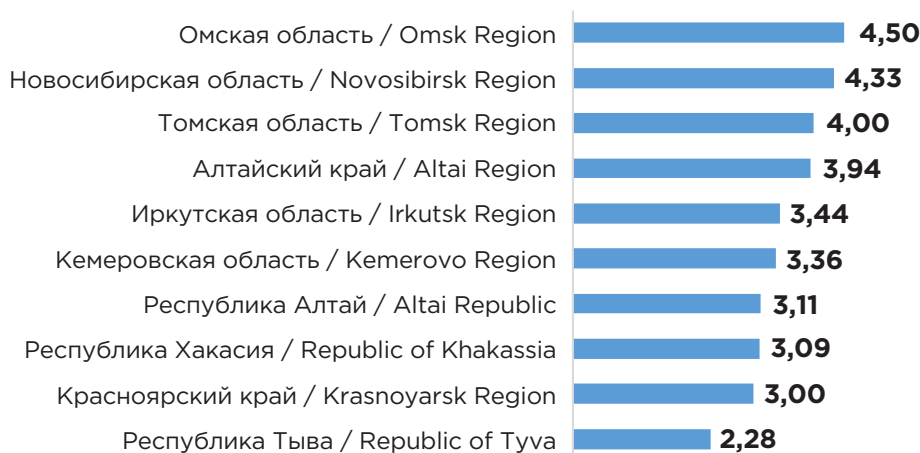 Омская область / Omsk Region 4,50
Новосибирская область / Novosibirsk Region 4,33
Томская область / Tomsk Region 4,00
Алтайский край / Altai Region 3,94
Иркутская область / Irkutsk Region 3,44
Кемеровская область / Kemerovo Region 3,36
Республика Алтай / Altai Republic 3,11
Республика Хакасия / Republic of Khakassia 3,09
Красноярский край / Krasnoyarsk Region 3,00
Республика Тыва / Republic of Tyva 2,28